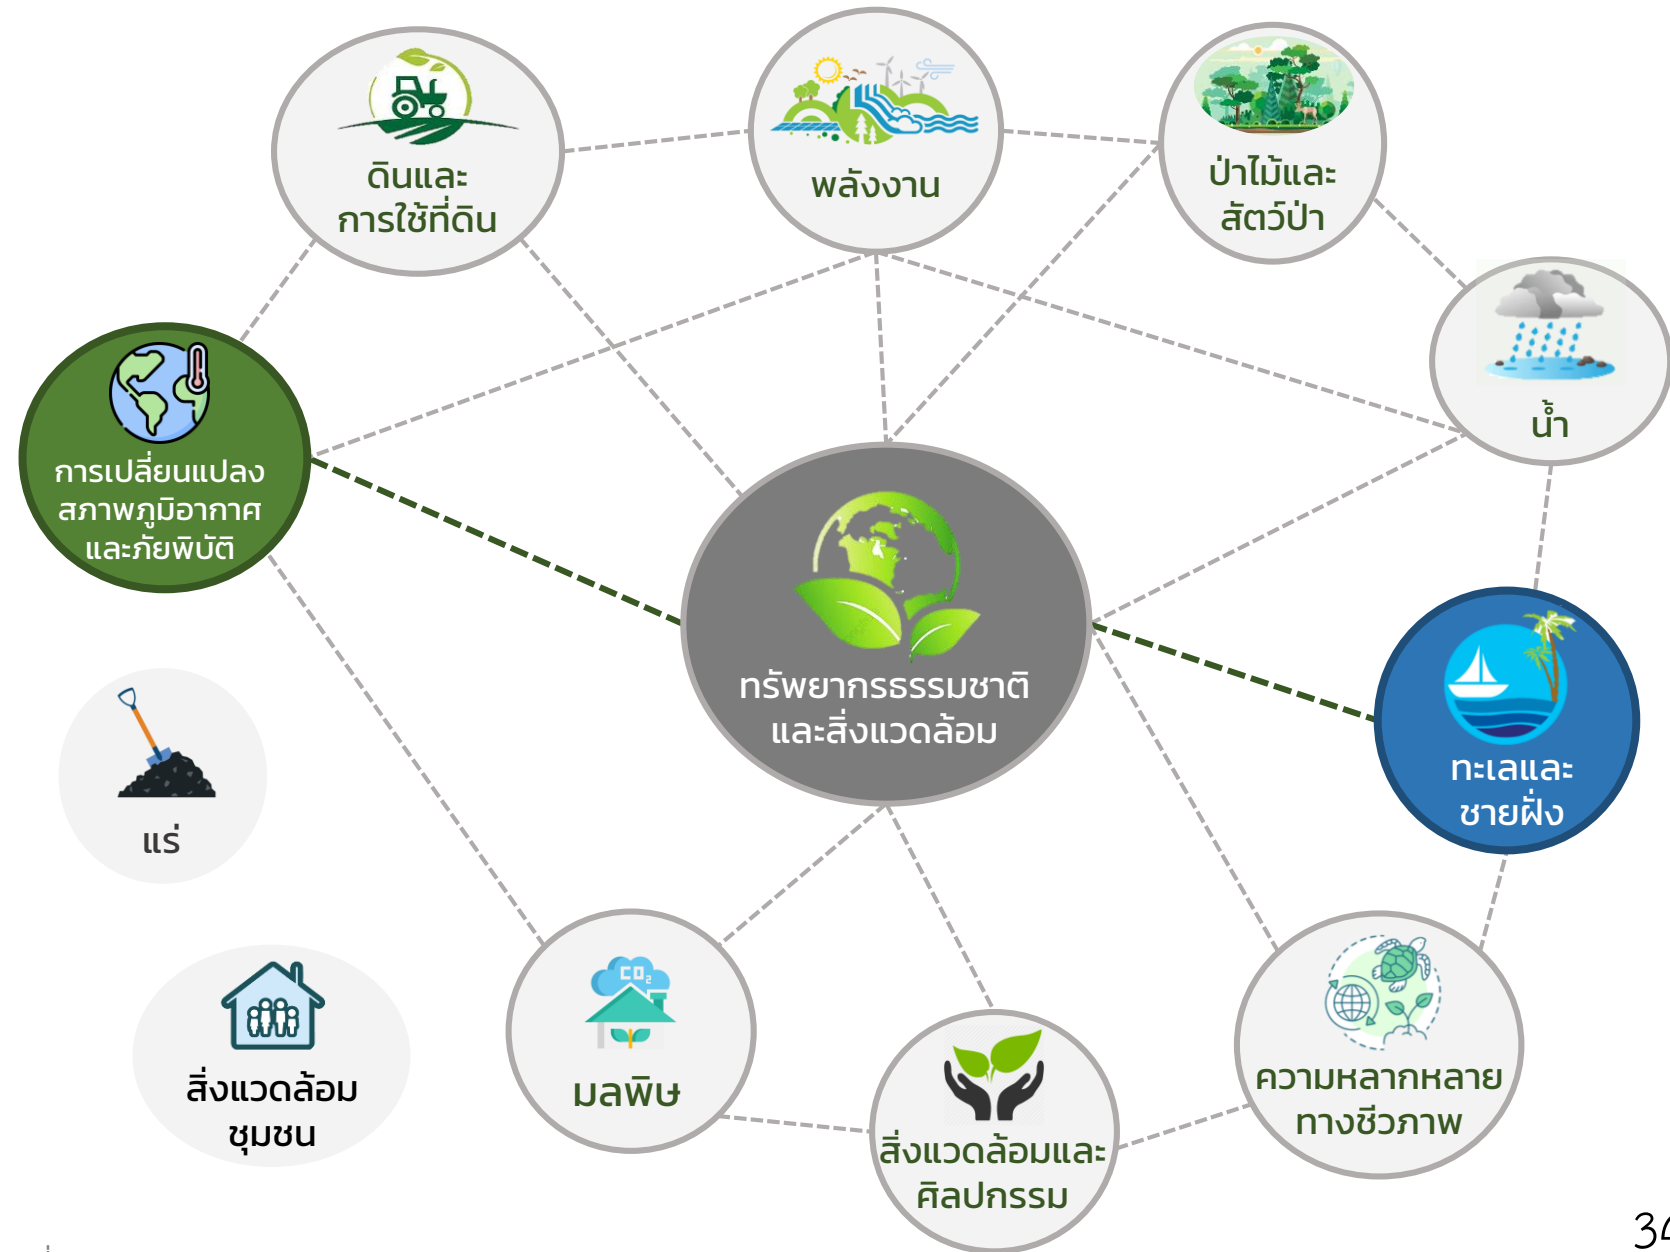 ดินและ
การใช้ที่ดิน
พลังงาน
ป่าไม้และ
สัตว์ป่า
น้ำ
การเปลี่ยนแปลง
สภาพภูมิอากาศ
และภัยพิบัติ
ทรัพยากรธรรมชาติ
และสิ่งแวดล้อม
ทะเลและ
ชายฝั่ง
แร่
สิ่งแวดล้อม
ชุมชน
CO₂
มลพิษ
สิ่งแวดล้อมและ
ศิลปกรรม
ความหลากหลาย
ทางชีวภาพ